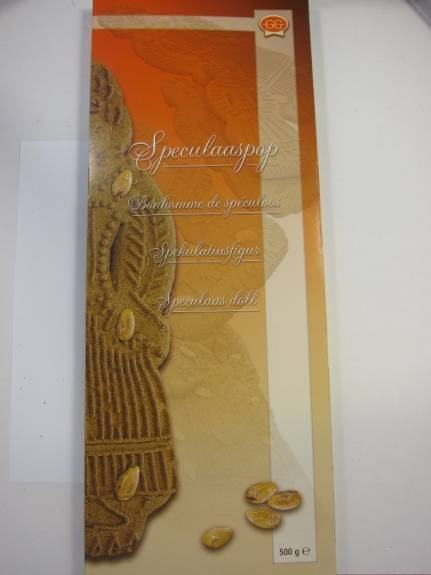 GG
Speculaaspop
Bonhomme de spéculoos
Spekulatiusfigur
Speculaas doll
500 g ℮